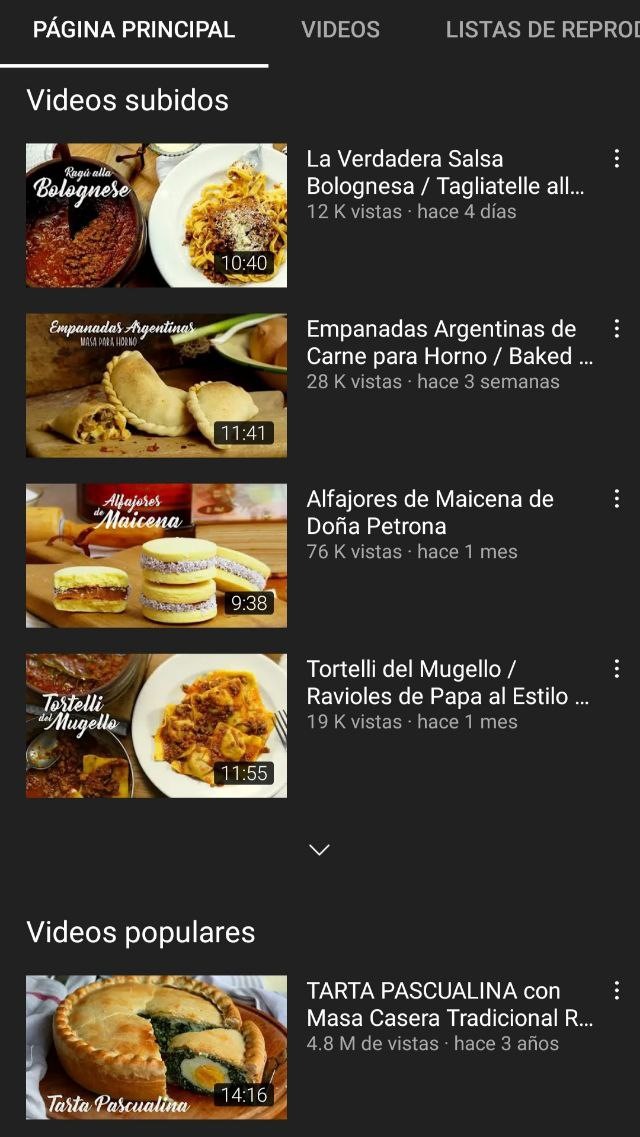 PÁGINA PRINCIPAL
VIDEOS
LISTAS DE REPROD
Videos subidos
Ragú alla
Bolognese
10:40
La Verdadera Salsa
Bolognesa / Tagliatelle all...
12 K vistas · hace 4 días
Empanadas Argentinas
MASA PARA HORNO
11:41
Empanadas Argentinas de
Carne para Horno / Baked ...
28 K vistas · hace 3 semanas
Alfajores
de Maicena
9:38
Alfajores de Maicena de
Doña Petrona
76 K vistas · hace 1 mes
Tortelli
del Mugello
11:55
Tortelli del Mugello /
Ravioles de Papa al Estilo ...
19 K vistas · hace 1 mes
Videos populares
Tarta Pascualina
14:16
TARTA PASCUALINA con
Masa Casera Tradicional R...
4.8 M de vistas · hace 3 años